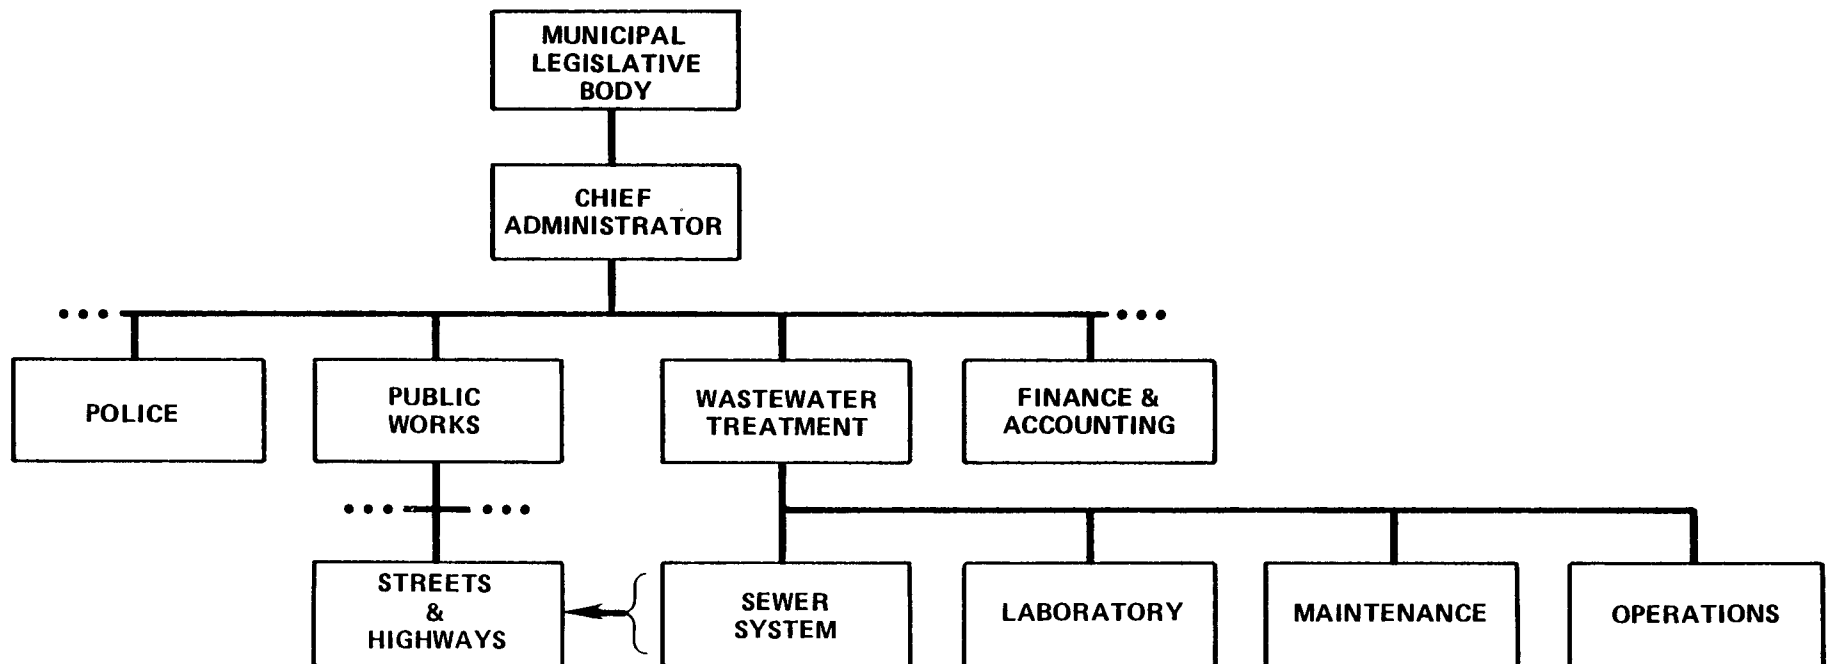 MUNICIPAL
LEGISLATIVE
BODY
CHIEF
ADMINISTRATOR
POLICE
PUBLIC
WORKS
WASTEWATER
TREATMENT
FINANCE &
ACCOUNTING
STREETS
&
HIGHWAYS
SEWER
SYSTEM
LABORATORY
MAINTENANCE
OPERATIONS